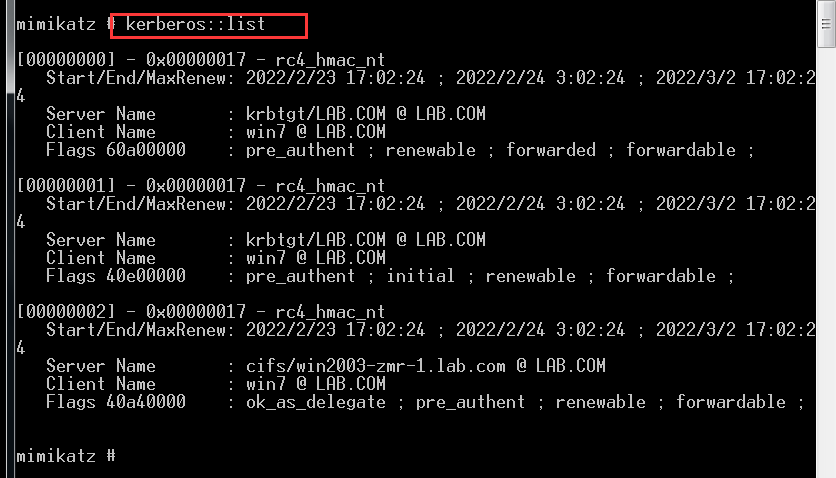 mimikatz # kerberos::list
[00000000] - 0x00000017 - rc4_hmac_nt
Start/End/MaxRenew: 2022/2/23 17:02:24 ; 2022/2/24 3:02:24 ; 2022/3/2 17:02:2
4
Server Name : krbtgt/LAB.COM @ LAB.COM
Client Name : win7 @ LAB.COM
Flags 60a00000 : pre_authent ; renewable ; forwarded ; forwardable ;
[00000001] - 0x00000017 - rc4_hmac_nt
Start/End/MaxRenew: 2022/2/23 17:02:24 ; 2022/2/24 3:02:24 ; 2022/3/2 17:02:2
4
Server Name : krbtgt/LAB.COM @ LAB.COM
Client Name : win7 @ LAB.COM
Flags 40e00000 : pre_authent ; initial ; renewable ; forwardable ;
[00000002] - 0x00000017 - rc4_hmac_nt
Start/End/MaxRenew: 2022/2/23 17:02:24 ; 2022/2/24 3:02:24 ; 2022/3/2 17:02:2
4
Server Name : cifs/win2003-zmr-1.lab.com @ LAB.COM
Client Name : win7 @ LAB.COM
Flags 40a40000 : ok_as_delegate ; pre_authent ; renewable ; forwardable ;
mimikatz #